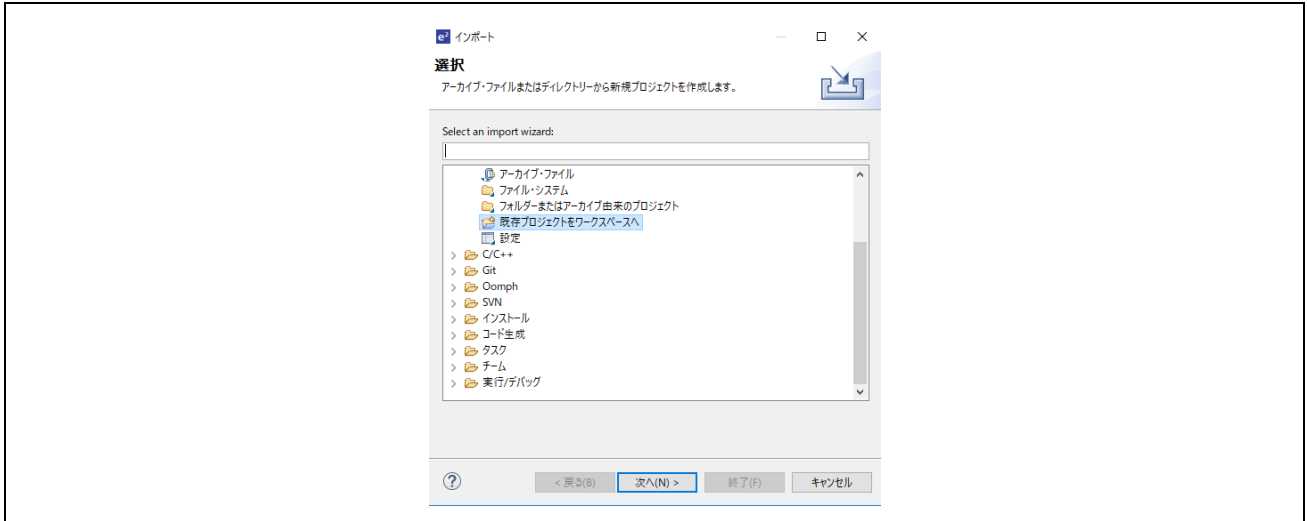 e² インポート
選択
アーカイブ・ファイルまたはディレクトリーから新規プロジェクトを作成します。
Select an import wizard:
アーカイブ・ファイル
ファイル・システム
フォルダーまたはアーカイブ由来のプロジェクト
既存プロジェクトをワークスペースへ
設定
C/C++
Git
Oomph
SVN
インストール
コード生成
タスク
チーム
実行/デバッグ
? < 戻る(B) 次へ(N) > 終了(F) キャンセル